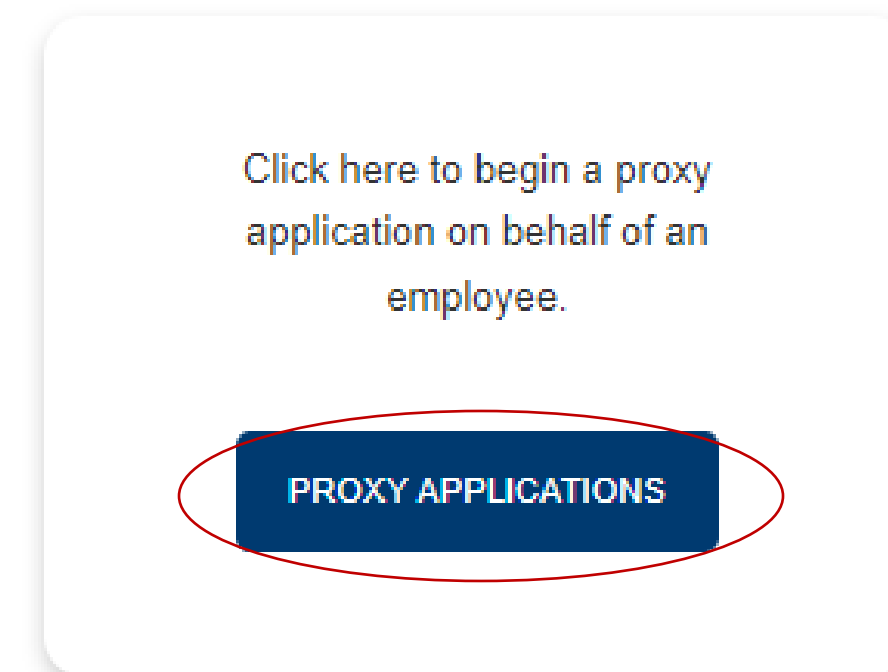 Click here to begin a proxy
application on behalf of an
employee.
PROXY APPLICATIONS